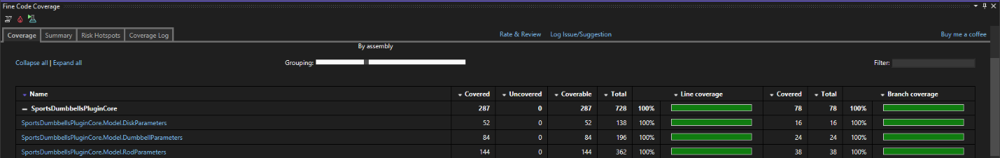 Fine Code Coverage
Coverage Summary Risk Hotspots Coverage Log Rate & Review Log Issue/Suggestion Buy me a coffee
By assembly
Collapse all | Expand all Grouping: Filter:
Name Covered Uncovered Coverable Total Line coverage Covered Total Branch coverage
SportsDumbbellsPluginCore 287 0 287 728 100% 78 78 100%
SportsDumbbellsPluginCore.Model.DiskParameters 52 0 52 138 100% 16 16 100%
SportsDumbbellsPluginCore.Model.DumbbellParameters 84 0 84 196 100% 24 24 100%
SportsDumbbellsPluginCore.Model.RodParameters 144 0 144 362 100% 38 38 100%